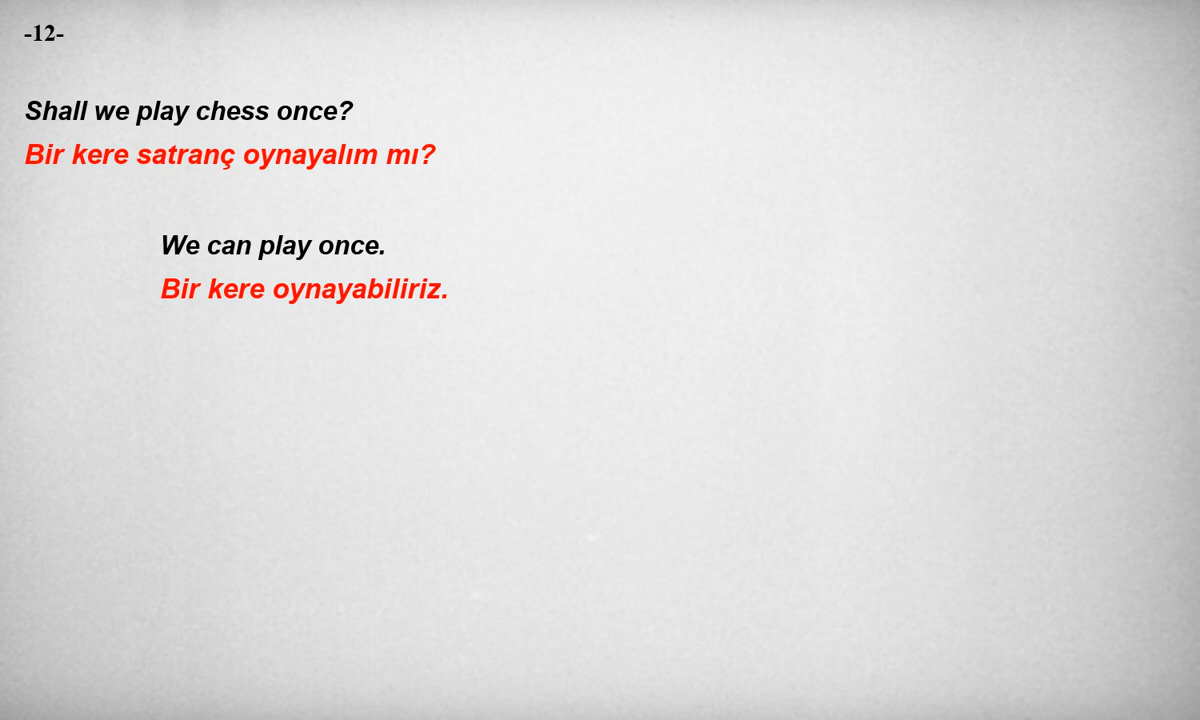 -12-
Shall we play chess once?
Bir kere satranç oynayalım mı?
We can play once.
Bir kere oynayabiliriz.